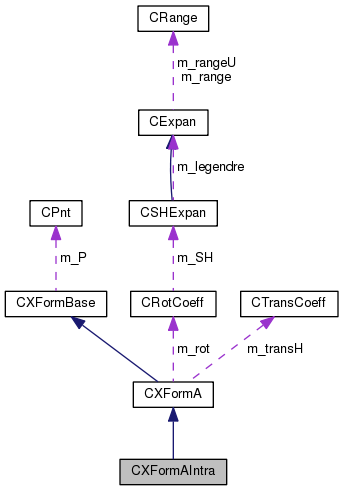 CRange
m_rangeU
m_range
CExpan
m_legendre
CPnt
CSHExpan
m_P
m_SH
CXFormBase
CRotCoeff
CTransCoeff
m_rot
m_transH
CXFormA
CXFormAIntra